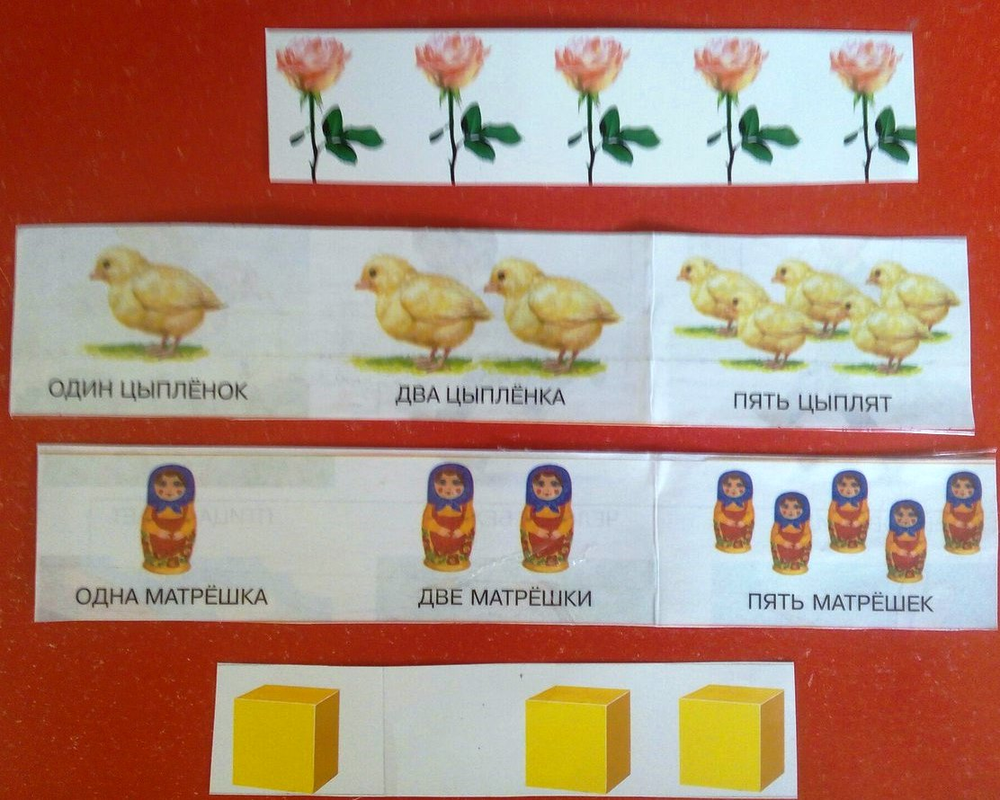 ОДИН ЦЫПЛЁНОК
ДВА ЦЫПЛЁНКА
ПЯТЬ ЦЫПЛЯТ
ОДНА МАТРЁШКА
ДВЕ МАТРЁШКИ
ПЯТЬ МАТРЁШЕК